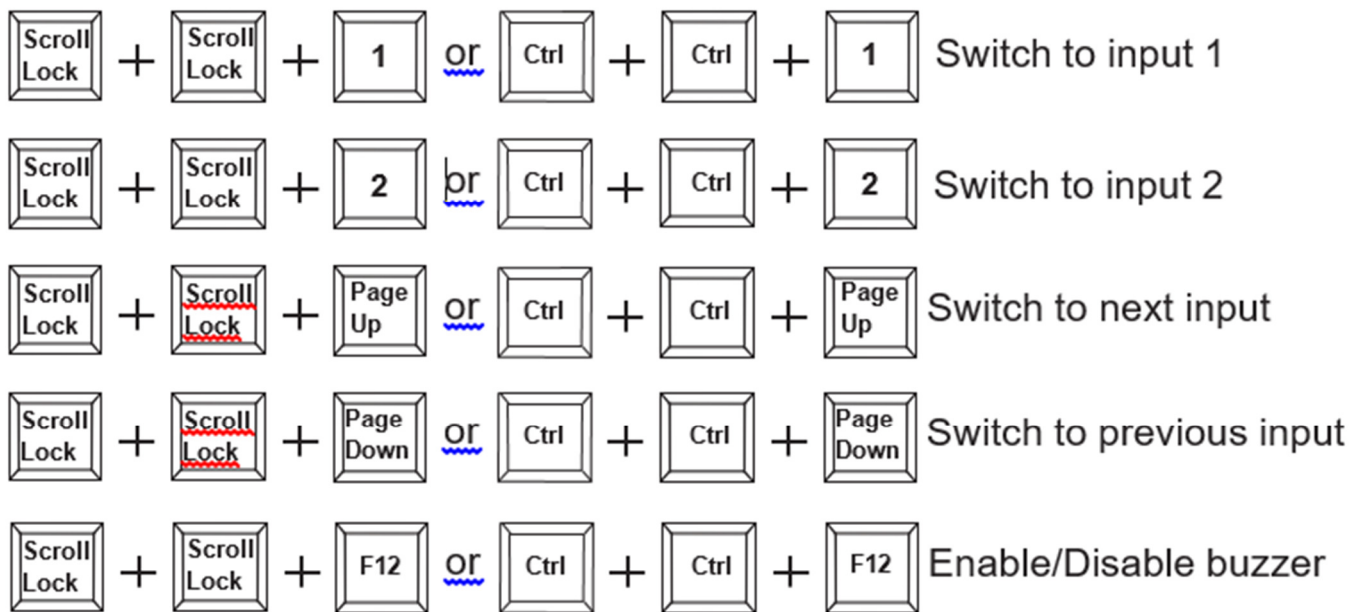 Scroll Lock + Scroll Lock + 1 or Ctrl + Ctrl + 1 Switch to input 1
Scroll Lock + Scroll Lock + 2 or Ctrl + Ctrl + 2 Switch to input 2
Scroll Lock + Scroll Lock + Page Up or Ctrl + Ctrl + Page Up Switch to next input
Scroll Lock + Scroll Lock + Page Down or Ctrl + Ctrl + Page Down Switch to previous input
Scroll Lock + Scroll Lock + F12 or Ctrl + Ctrl + F12 Enable/Disable buzzer